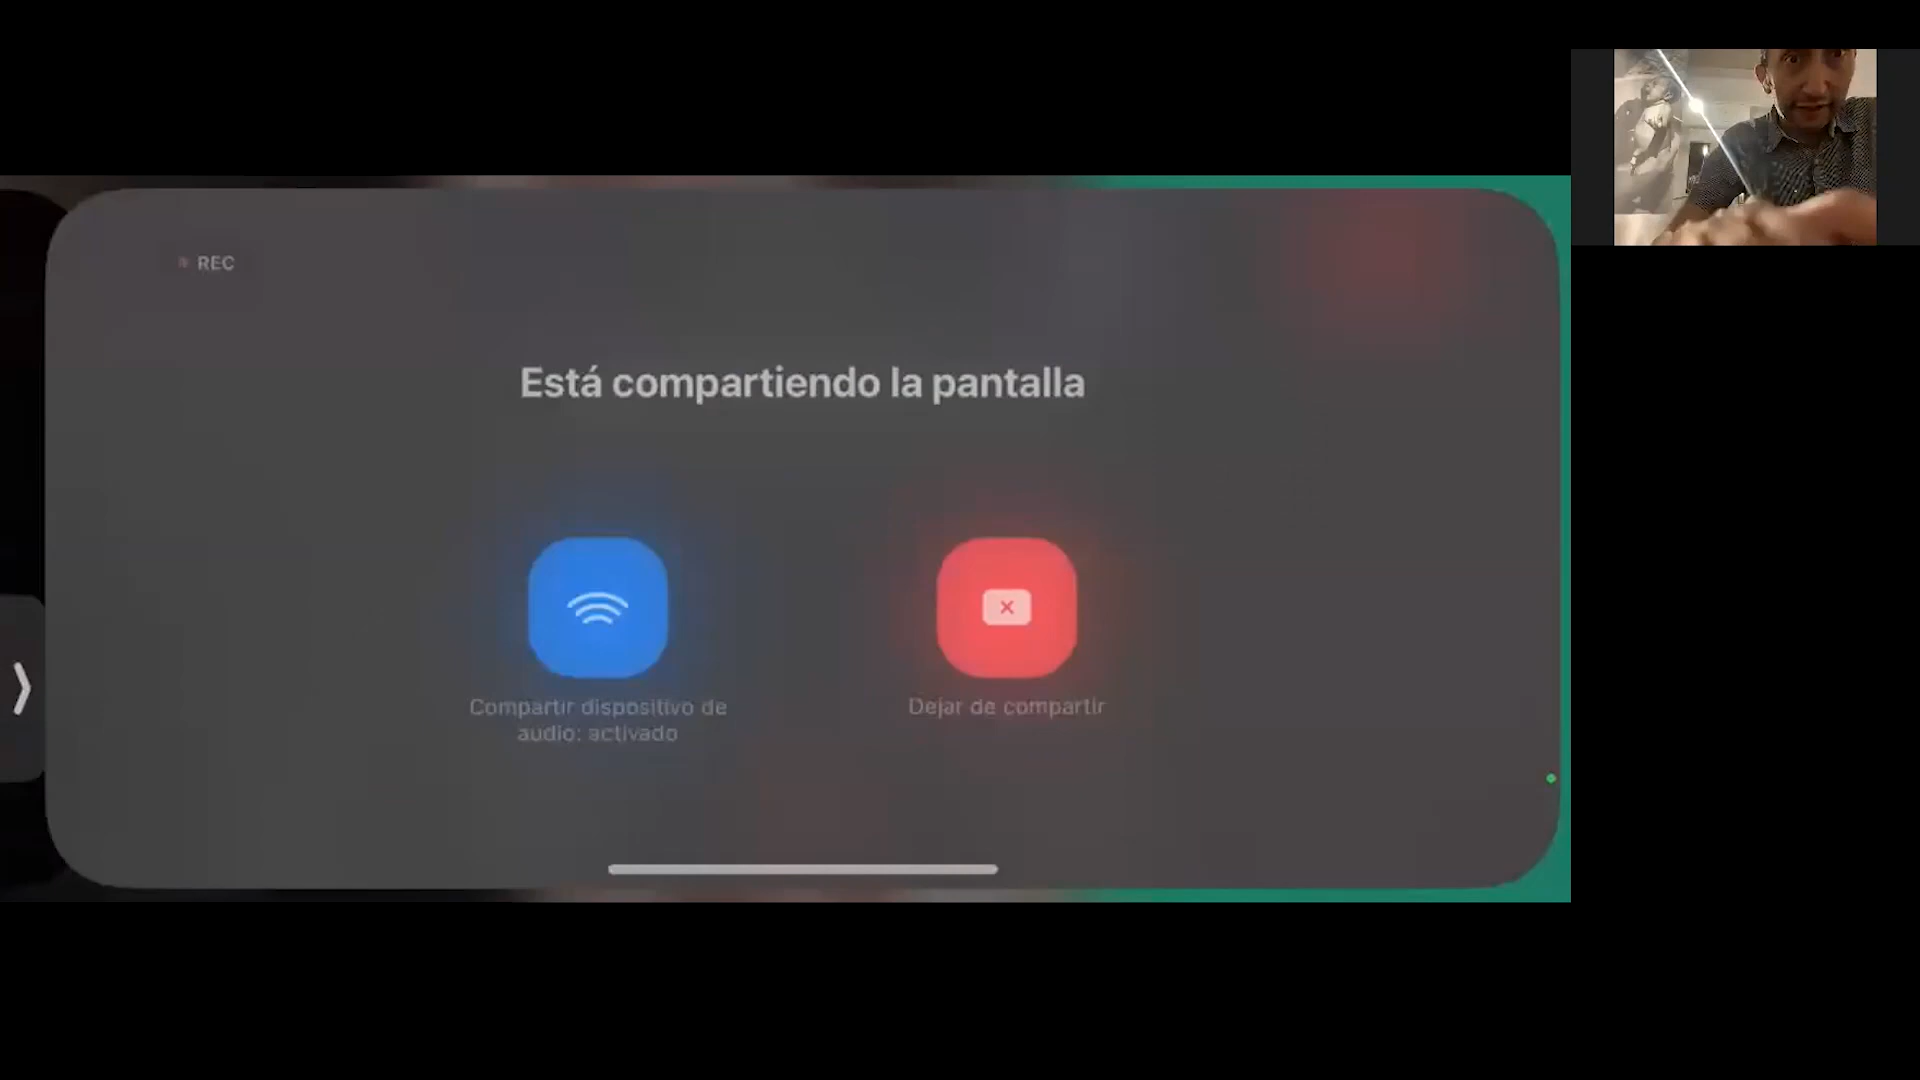 REC
Está compartiendo la pantalla
Compartir dispositivo de
audio: activado
Dejar de compartir